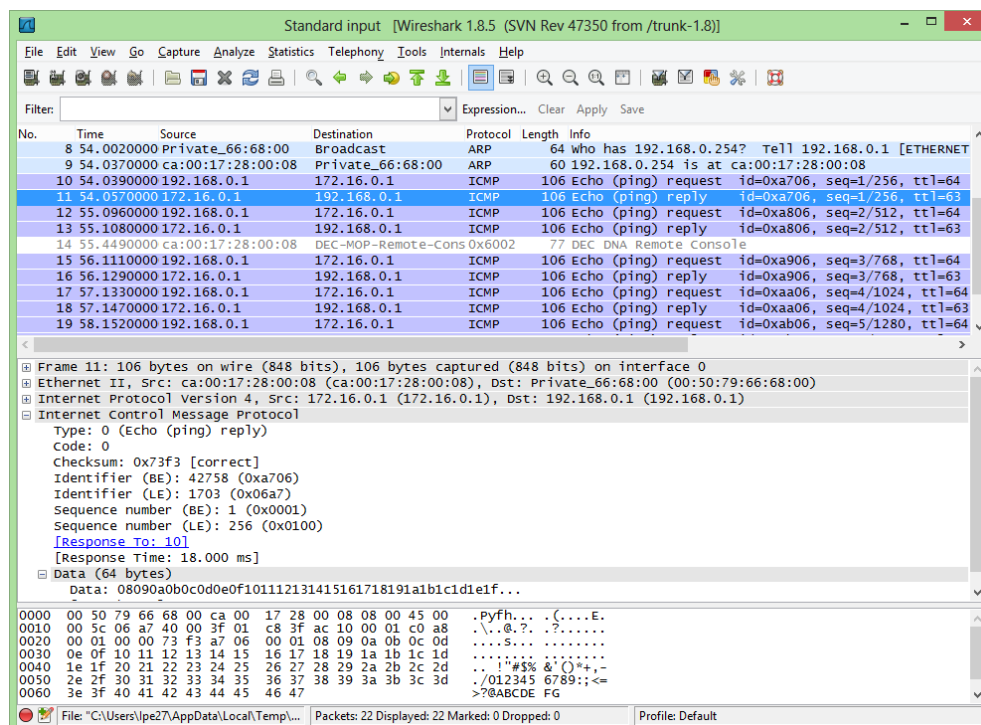 Standard input [Wireshark 1.8.5 (SVN Rev 47350 from /trunk-1.8)]
File Edit View Go Capture Analyze Statistics Telephony Tools Internals Help
Filter: Expression... Clear Apply Save
No. Time Source Destination Protocol Length Info
8 54.0020000 Private_66:68:00 Broadcast ARP 64 Who has 192.168.0.254? Tell 192.168.0.1 [ETHERNET
9 54.0370000 ca:00:17:28:00:08 Private_66:68:00 ARP 60 192.168.0.254 is at ca:00:17:28:00:08
10 54.0390000 192.168.0.1 172.16.0.1 ICMP 106 Echo (ping) request id=0xa706, seq=1/256, ttl=64
11 54.0570000 172.16.0.1 192.168.0.1 ICMP 106 Echo (ping) reply id=0xa706, seq=1/256, ttl=63
12 55.0960000 192.168.0.1 172.16.0.1 ICMP 106 Echo (ping) request id=0xa806, seq=2/512, ttl=64
13 55.1080000 172.16.0.1 192.168.0.1 ICMP 106 Echo (ping) reply id=0xa806, seq=2/512, ttl=63
14 55.4490000 ca:00:17:28:00:08 DEC-MOP-Remote-Cons 0x6002 77 DEC DNA Remote Console
15 56.1110000 192.168.0.1 172.16.0.1 ICMP 106 Echo (ping) request id=0xa906, seq=3/768, ttl=64
16 56.1290000 172.16.0.1 192.168.0.1 ICMP 106 Echo (ping) reply id=0xa906, seq=3/768, ttl=63
17 57.1330000 192.168.0.1 172.16.0.1 ICMP 106 Echo (ping) request id=0xaa06, seq=4/1024, ttl=64
18 57.1470000 172.16.0.1 192.168.0.1 ICMP 106 Echo (ping) reply id=0xaa06, seq=4/1024, ttl=63
19 58.1520000 192.168.0.1 172.16.0.1 ICMP 106 Echo (ping) request id=0xab06, seq=5/1280, ttl=64
Frame 11: 106 bytes on wire (848 bits), 106 bytes captured (848 bits) on interface 0
Ethernet II, Src: ca:00:17:28:00:08 (ca:00:17:28:00:08), Dst: Private_66:68:00 (00:50:79:66:68:00)
Internet Protocol Version 4, Src: 172.16.0.1 (172.16.0.1), Dst: 192.168.0.1 (192.168.0.1)
Internet Control Message Protocol
Type: 0 (Echo (ping) reply)
Code: 0
Checksum: 0x73f3 [correct]
Identifier (BE): 42758 (0xa706)
Identifier (LE): 1703 (0x06a7)
Sequence number (BE): 1 (0x0001)
Sequence number (LE): 256 (0x0100)
[Response To: 10]
[Response Time: 18.000 ms]
Data (64 bytes)
Data: 08090a0b0c0d0e0f101112131415161718191a1b1c1d1e1f...
0000 00 50 79 66 68 00 ca 00 17 28 00 08 08 00 45 00 .Pyfh... .(....E.
0010 00 5c 06 a7 40 00 3f 01 c8 3f ac 10 00 01 c0 a8 .\..@.?. .?......
0020 00 01 00 00 73 f3 a7 06 00 01 08 09 0a 0b 0c 0d ....s... ........
0030 0e 0f 10 11 12 13 14 15 16 17 18 19 1a 1b 1c 1d ........ ........
0040 1e 1f 20 21 22 23 24 25 26 27 28 29 2a 2b 2c 2d .. !"#$% &'()*+,-
0050 2e 2f 30 31 32 33 34 35 36 37 38 39 3a 3b 3c 3d ./012345 6789:;<=
0060 3e 3f 40 41 42 43 44 45 46 47 >?@ABCDE FG
File: "C:\Users\lpe27\AppData\Local\Temp\... Packets: 22 Displayed: 22 Marked: 0 Dropped: 0 Profile: Default